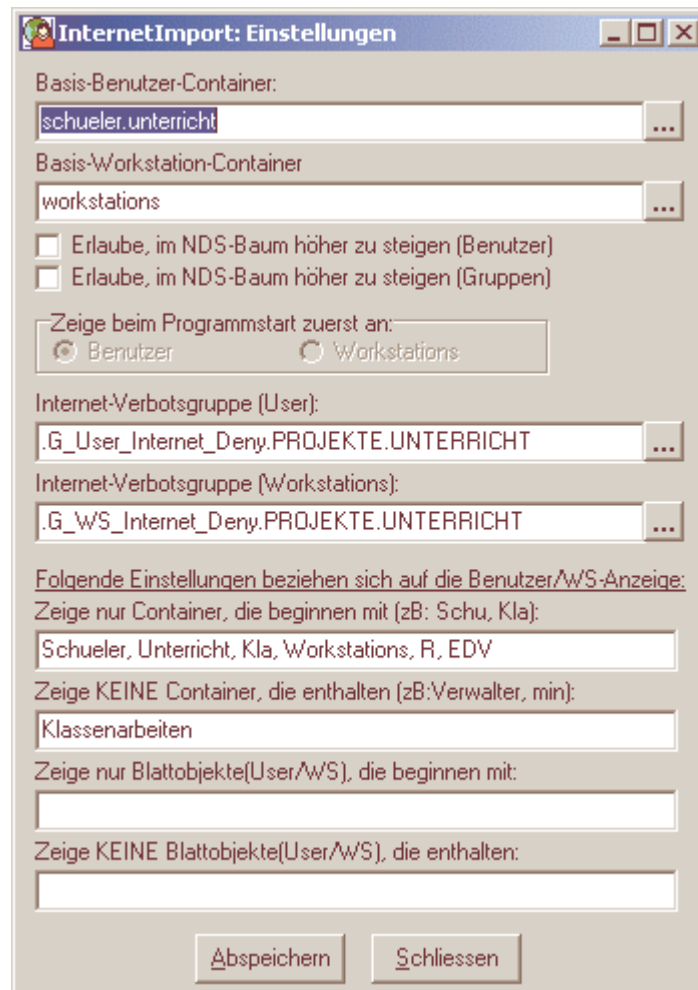 InternetImport: Einstellungen
Basis-Benutzer-Container:
schueler.unterricht
...
Basis-Workstation-Container
workstations
...
Erlaube, im NDS-Baum höher zu steigen (Benutzer)
Erlaube, im NDS-Baum höher zu steigen (Gruppen)
Zeige beim Programmstart zuerst an:
Benutzer Workstations
Internet-Verbotsgruppe (User):
.G_User_Internet_Deny.PROJEKTE.UNTERRICHT
...
Internet-Verbotsgruppe (Workstations):
.G_WS_Internet_Deny.PROJEKTE.UNTERRICHT
...
Folgende Einstellungen beziehen sich auf die Benutzer/WS-Anzeige:
Zeige nur Container, die beginnen mit (zB: Schu, Kla):
Schueler, Unterricht, Kla, Workstations, R, EDV
Zeige KEINE Container, die enthalten (zB:Verwalter, min):
Klassenarbeiten
Zeige nur Blattobjekte(User/WS), die beginnen mit:
Zeige KEINE Blattobjekte(User/WS), die enthalten:
Abspeichern Schliessen